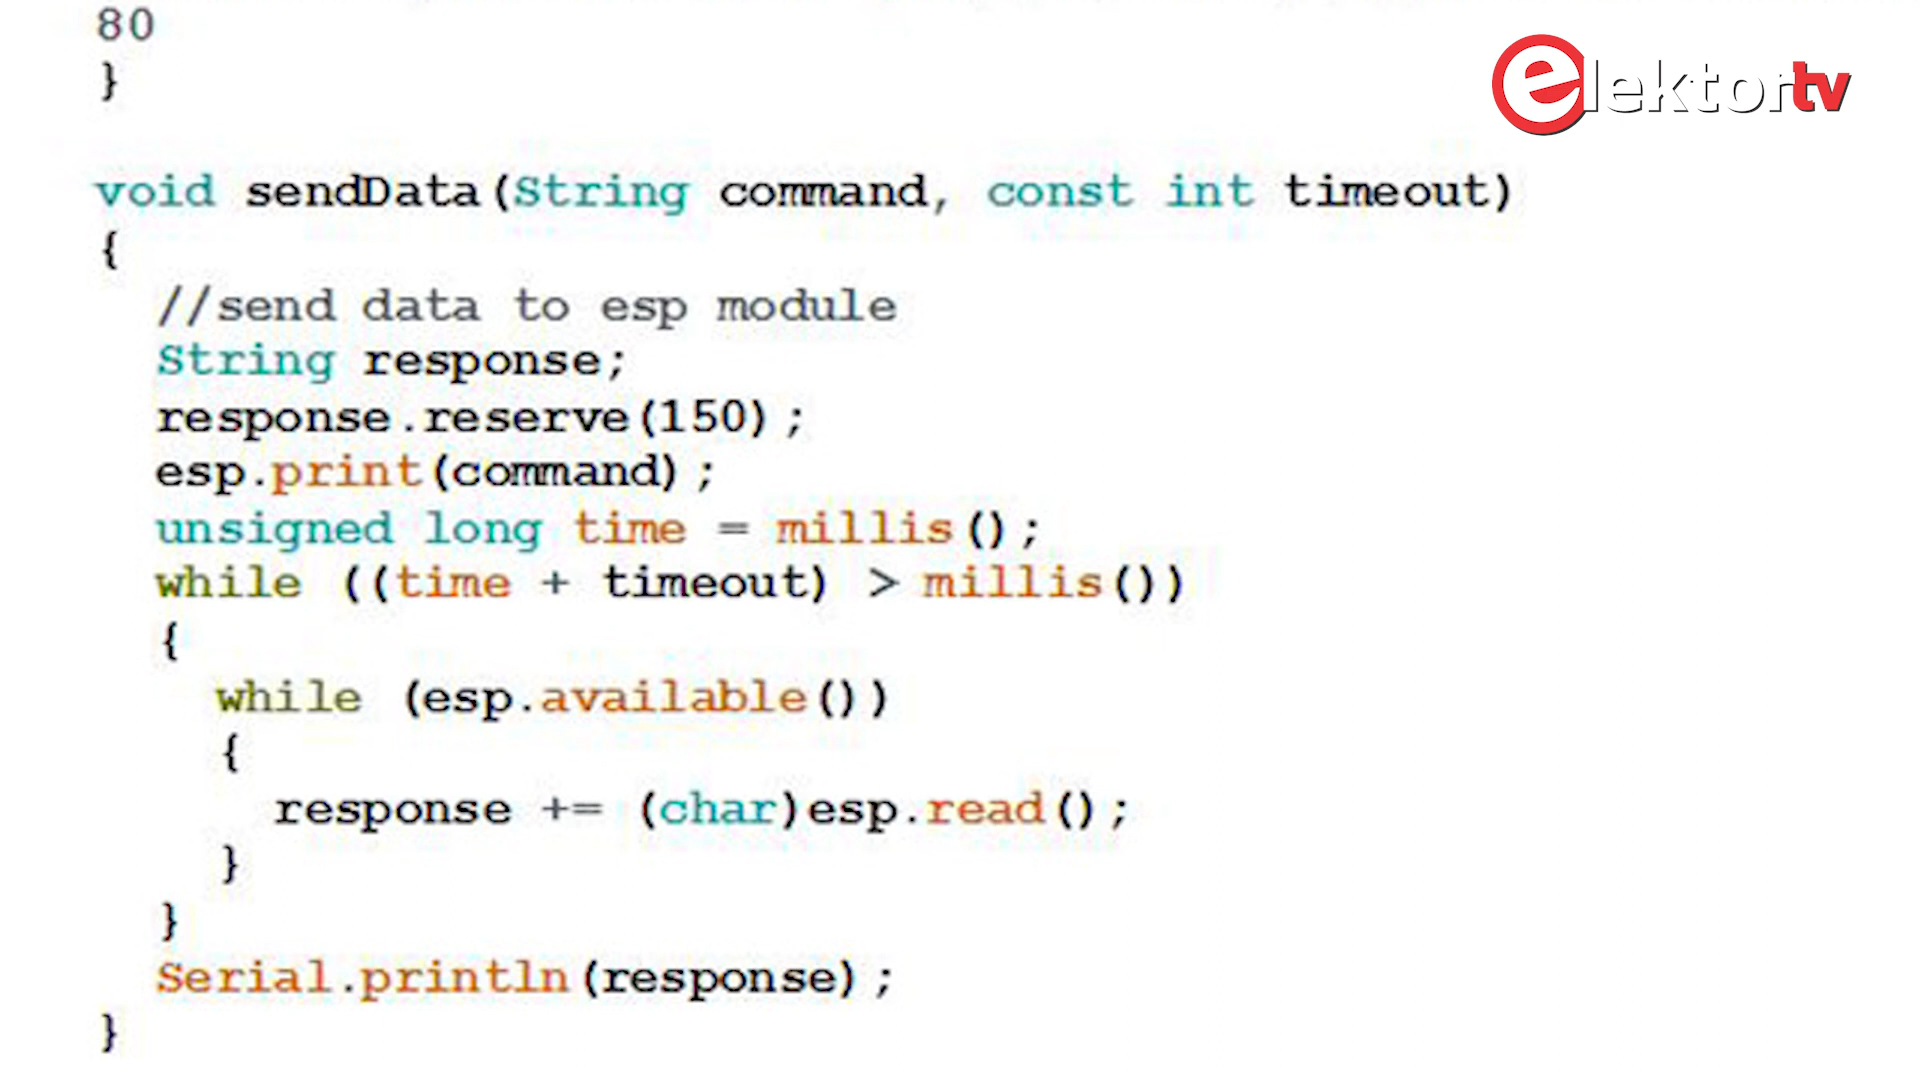 80
}
elektortv
void sendData(String command, const int timeout)
{
//send data to esp module
String response;
response.reserve(150);
esp.print(command);
unsigned long time = millis();
while ((time + timeout) > millis())
{
while (esp.available())
{
response += (char)esp.read();
}
}
Serial.println(response);
}